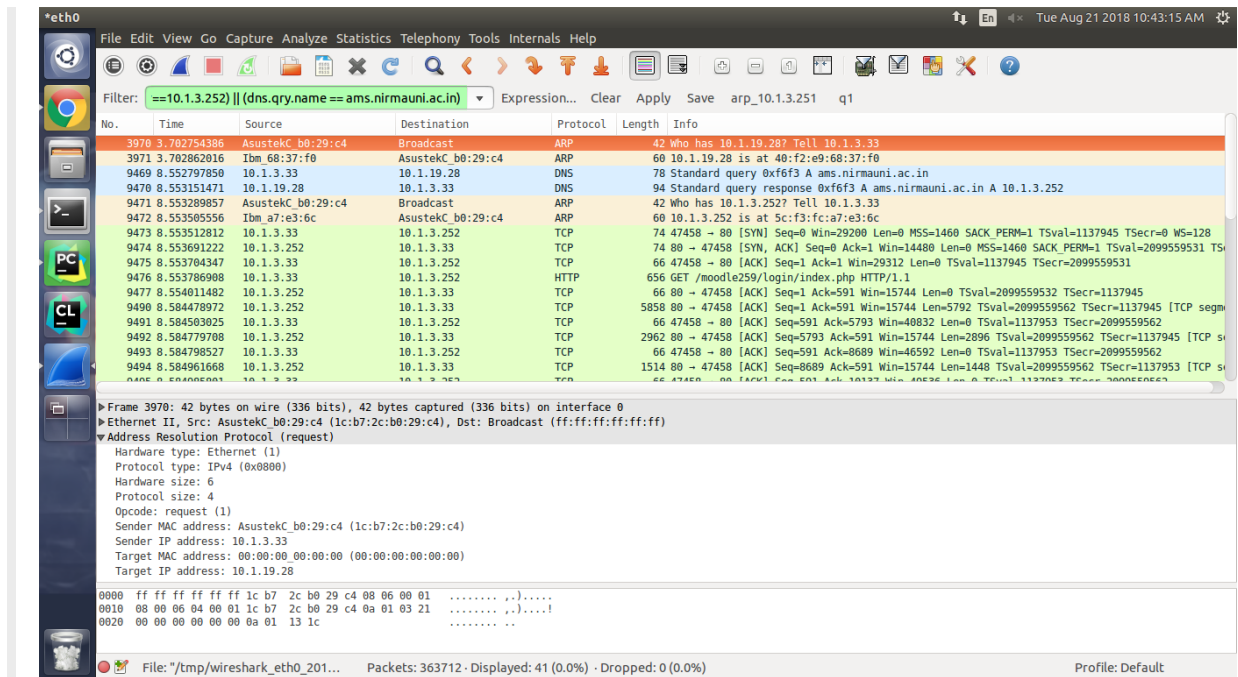 *eth0 En Tue Aug 21 2018 10:43:15 AM
File Edit View Go Capture Analyze Statistics Telephony Tools Internals Help
Filter: ==10.1.3.252) || (dns.qry.name == ams.nirmauni.ac.in) Expression... Clear Apply Save arp_10.1.3.251 q1
No. Time Source Destination Protocol Length Info
3970 3.702754386 AsustekC_b0:29:c4 Broadcast ARP 42 Who has 10.1.19.28? Tell 10.1.3.33
3971 3.702862016 Ibm_68:37:f0 AsustekC_b0:29:c4 ARP 60 10.1.19.28 is at 40:f2:e9:68:37:f0
9469 8.552797850 10.1.3.33 10.1.19.28 DNS 78 Standard query 0xf6f3 A ams.nirmauni.ac.in
9470 8.553151471 10.1.19.28 10.1.3.33 DNS 94 Standard query response 0xf6f3 A ams.nirmauni.ac.in A 10.1.3.252
9471 8.553289857 AsustekC_b0:29:c4 Broadcast ARP 42 Who has 10.1.3.252? Tell 10.1.3.33
9472 8.553505556 Ibm_a7:e3:6c AsustekC_b0:29:c4 ARP 60 10.1.3.252 is at 5c:f3:fc:a7:e3:6c
9473 8.553512812 10.1.3.33 10.1.3.252 TCP 74 47458 → 80 [SYN] Seq=0 Win=29200 Len=0 MSS=1460 SACK_PERM=1 TSval=1137945 TSecr=0 WS=128
9474 8.553691222 10.1.3.252 10.1.3.33 TCP 74 80 → 47458 [SYN, ACK] Seq=0 Ack=1 Win=14480 Len=0 MSS=1460 SACK_PERM=1 TSval=2099559531 TS
9475 8.553704347 10.1.3.33 10.1.3.252 TCP 66 47458 → 80 [ACK] Seq=1 Ack=1 Win=29312 Len=0 TSval=1137945 TSecr=2099559531
9476 8.553786908 10.1.3.33 10.1.3.252 HTTP 656 GET /moodle259/login/index.php HTTP/1.1
9477 8.554011482 10.1.3.252 10.1.3.33 TCP 66 80 → 47458 [ACK] Seq=1 Ack=591 Win=15744 Len=0 TSval=2099559532 TSecr=1137945
9490 8.584478972 10.1.3.252 10.1.3.33 TCP 5858 80 → 47458 [ACK] Seq=1 Ack=591 Win=15744 Len=5792 TSval=2099559562 TSecr=1137945 [TCP segm
9491 8.584503025 10.1.3.33 10.1.3.252 TCP 66 47458 → 80 [ACK] Seq=591 Ack=5793 Win=40832 Len=0 TSval=1137953 TSecr=2099559562
9492 8.584779708 10.1.3.252 10.1.3.33 TCP 2962 80 → 47458 [ACK] Seq=5793 Ack=591 Win=15744 Len=2896 TSval=2099559562 TSecr=1137945 [TCP s
9493 8.584798527 10.1.3.33 10.1.3.252 TCP 66 47458 → 80 [ACK] Seq=591 Ack=8689 Win=46592 Len=0 TSval=1137953 TSecr=2099559562
9494 8.584961668 10.1.3.252 10.1.3.33 TCP 1514 80 → 47458 [ACK] Seq=8689 Ack=591 Win=15744 Len=1448 TSval=2099559562 TSecr=1137953 [TCP s
Frame 3970: 42 bytes on wire (336 bits), 42 bytes captured (336 bits) on interface 0
Ethernet II, Src: AsustekC_b0:29:c4 (1c:b7:2c:b0:29:c4), Dst: Broadcast (ff:ff:ff:ff:ff:ff)
Address Resolution Protocol (request)
Hardware type: Ethernet (1)
Protocol type: IPv4 (0x0800)
Hardware size: 6
Protocol size: 4
Opcode: request (1)
Sender MAC address: AsustekC_b0:29:c4 (1c:b7:2c:b0:29:c4)
Sender IP address: 10.1.3.33
Target MAC address: 00:00:00_00:00:00 (00:00:00:00:00:00)
Target IP address: 10.1.19.28
0000 ff ff ff ff ff ff 1c b7 2c b0 29 c4 08 06 00 01 ........ ,.).....
0010 08 00 06 04 00 01 1c b7 2c b0 29 c4 0a 01 03 21 ........ ,.)....!
0020 00 00 00 00 00 00 0a 01 13 1c ........ ..
File: "/tmp/wireshark_eth0_201... Packets: 363712 · Displayed: 41 (0.0%) · Dropped: 0 (0.0%) Profile: Default
PC
CL